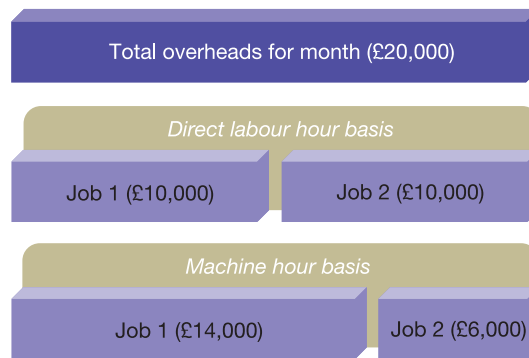 Total overheads for month (£20,000)
Direct labour hour basis
Job 1 (£10,000) Job 2 (£10,000)
Machine hour basis
Job 1 (£14,000) Job 2 (£6,000)